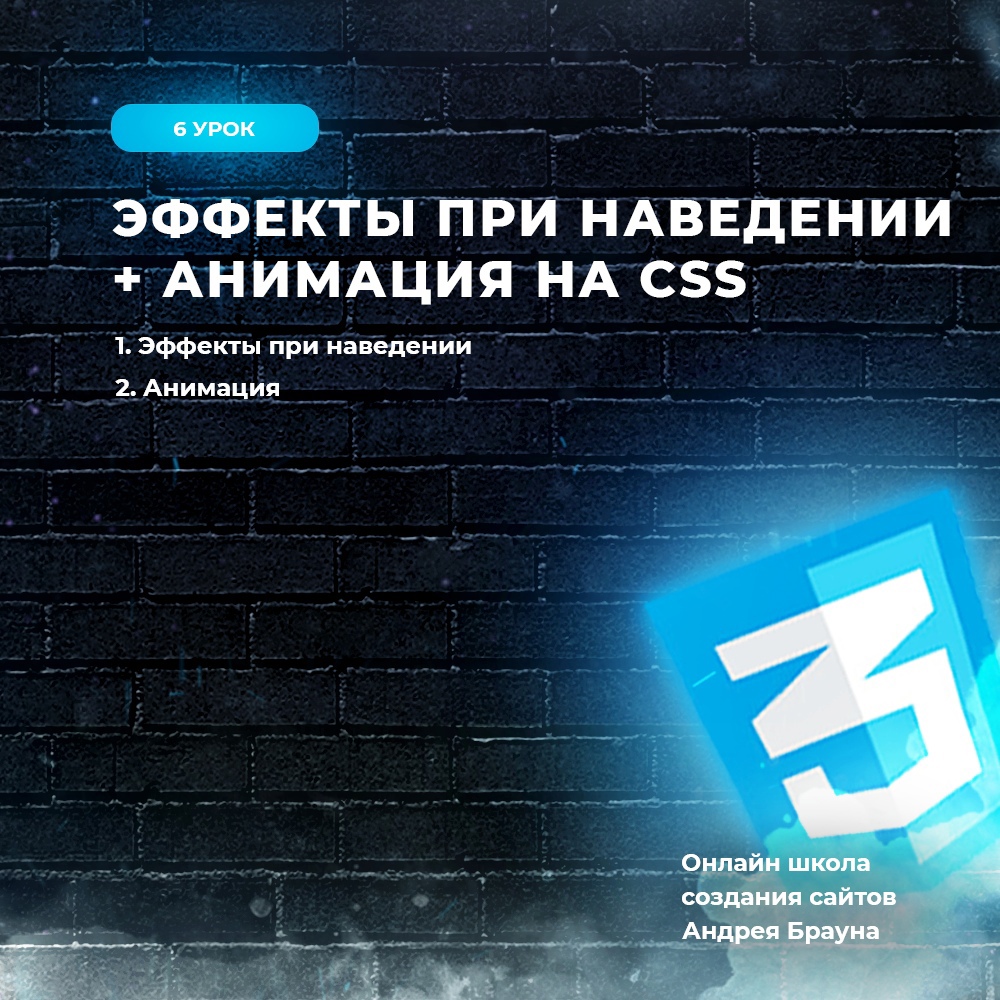 6 УРОК
ЭФФЕКТЫ ПРИ НАВЕДЕНИИ
+ АНИМАЦИЯ НА CSS
1. Эффекты при наведении
2. Анимация
3
Онлайн школа
создания сайтов
Андрея Брауна